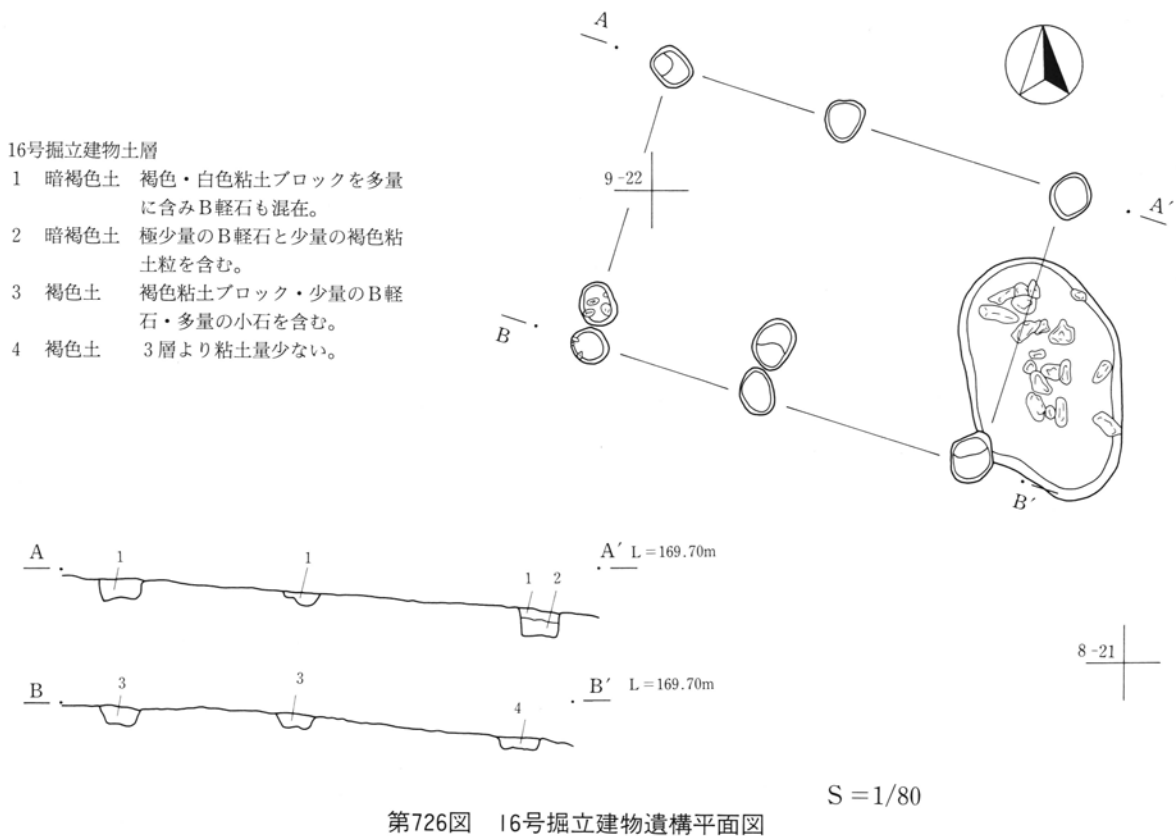 A
9-22
A′
B
B′
16号掘立建物土層
1 暗褐色土 褐色・白色粘土ブロックを多量
に含みB軽石も混在。
2 暗褐色土 極少量のB軽石と少量の褐色粘
土粒を含む。
3 褐色土 褐色粘土ブロック・少量のB軽
石・多量の小石を含む。
4 褐色土 3層より粘土量少ない。
A 1 1 1 2 A′ L=169.70m
8-21
B 3 3 4 B′ L=169.70m
S=1/80
第726図 16号掘立建物遺構平面図